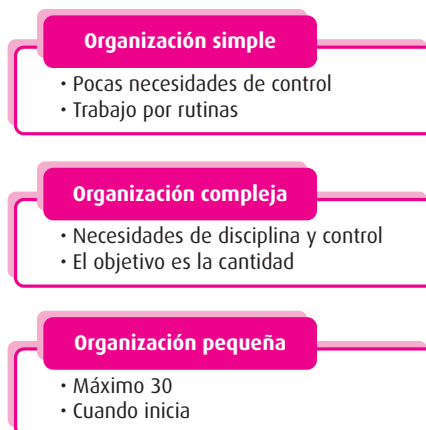 Organización simple
· Pocas necesidades de control
· Trabajo por rutinas
Organización compleja
· Necesidades de disciplina y control
· El objetivo es la cantidad
Organización pequeña
· Máximo 30
· Cuando inicia